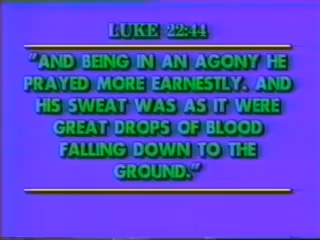 LUKE 22:44
"AND BEING IN AN AGONY HE
PRAYED MORE EARNESTLY. AND
HIS SWEAT WAS AS IT WERE
GREAT DROPS OF BLOOD
FALLING DOWN TO THE
GROUND."